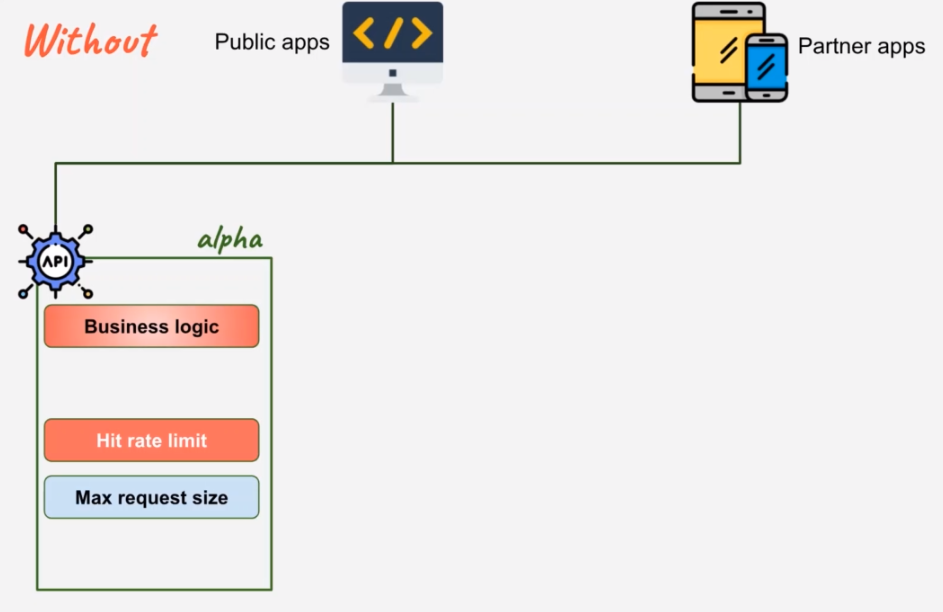 Without
Public apps
Partner apps
alpha
API
Business logic
Hit rate limit
Max request size